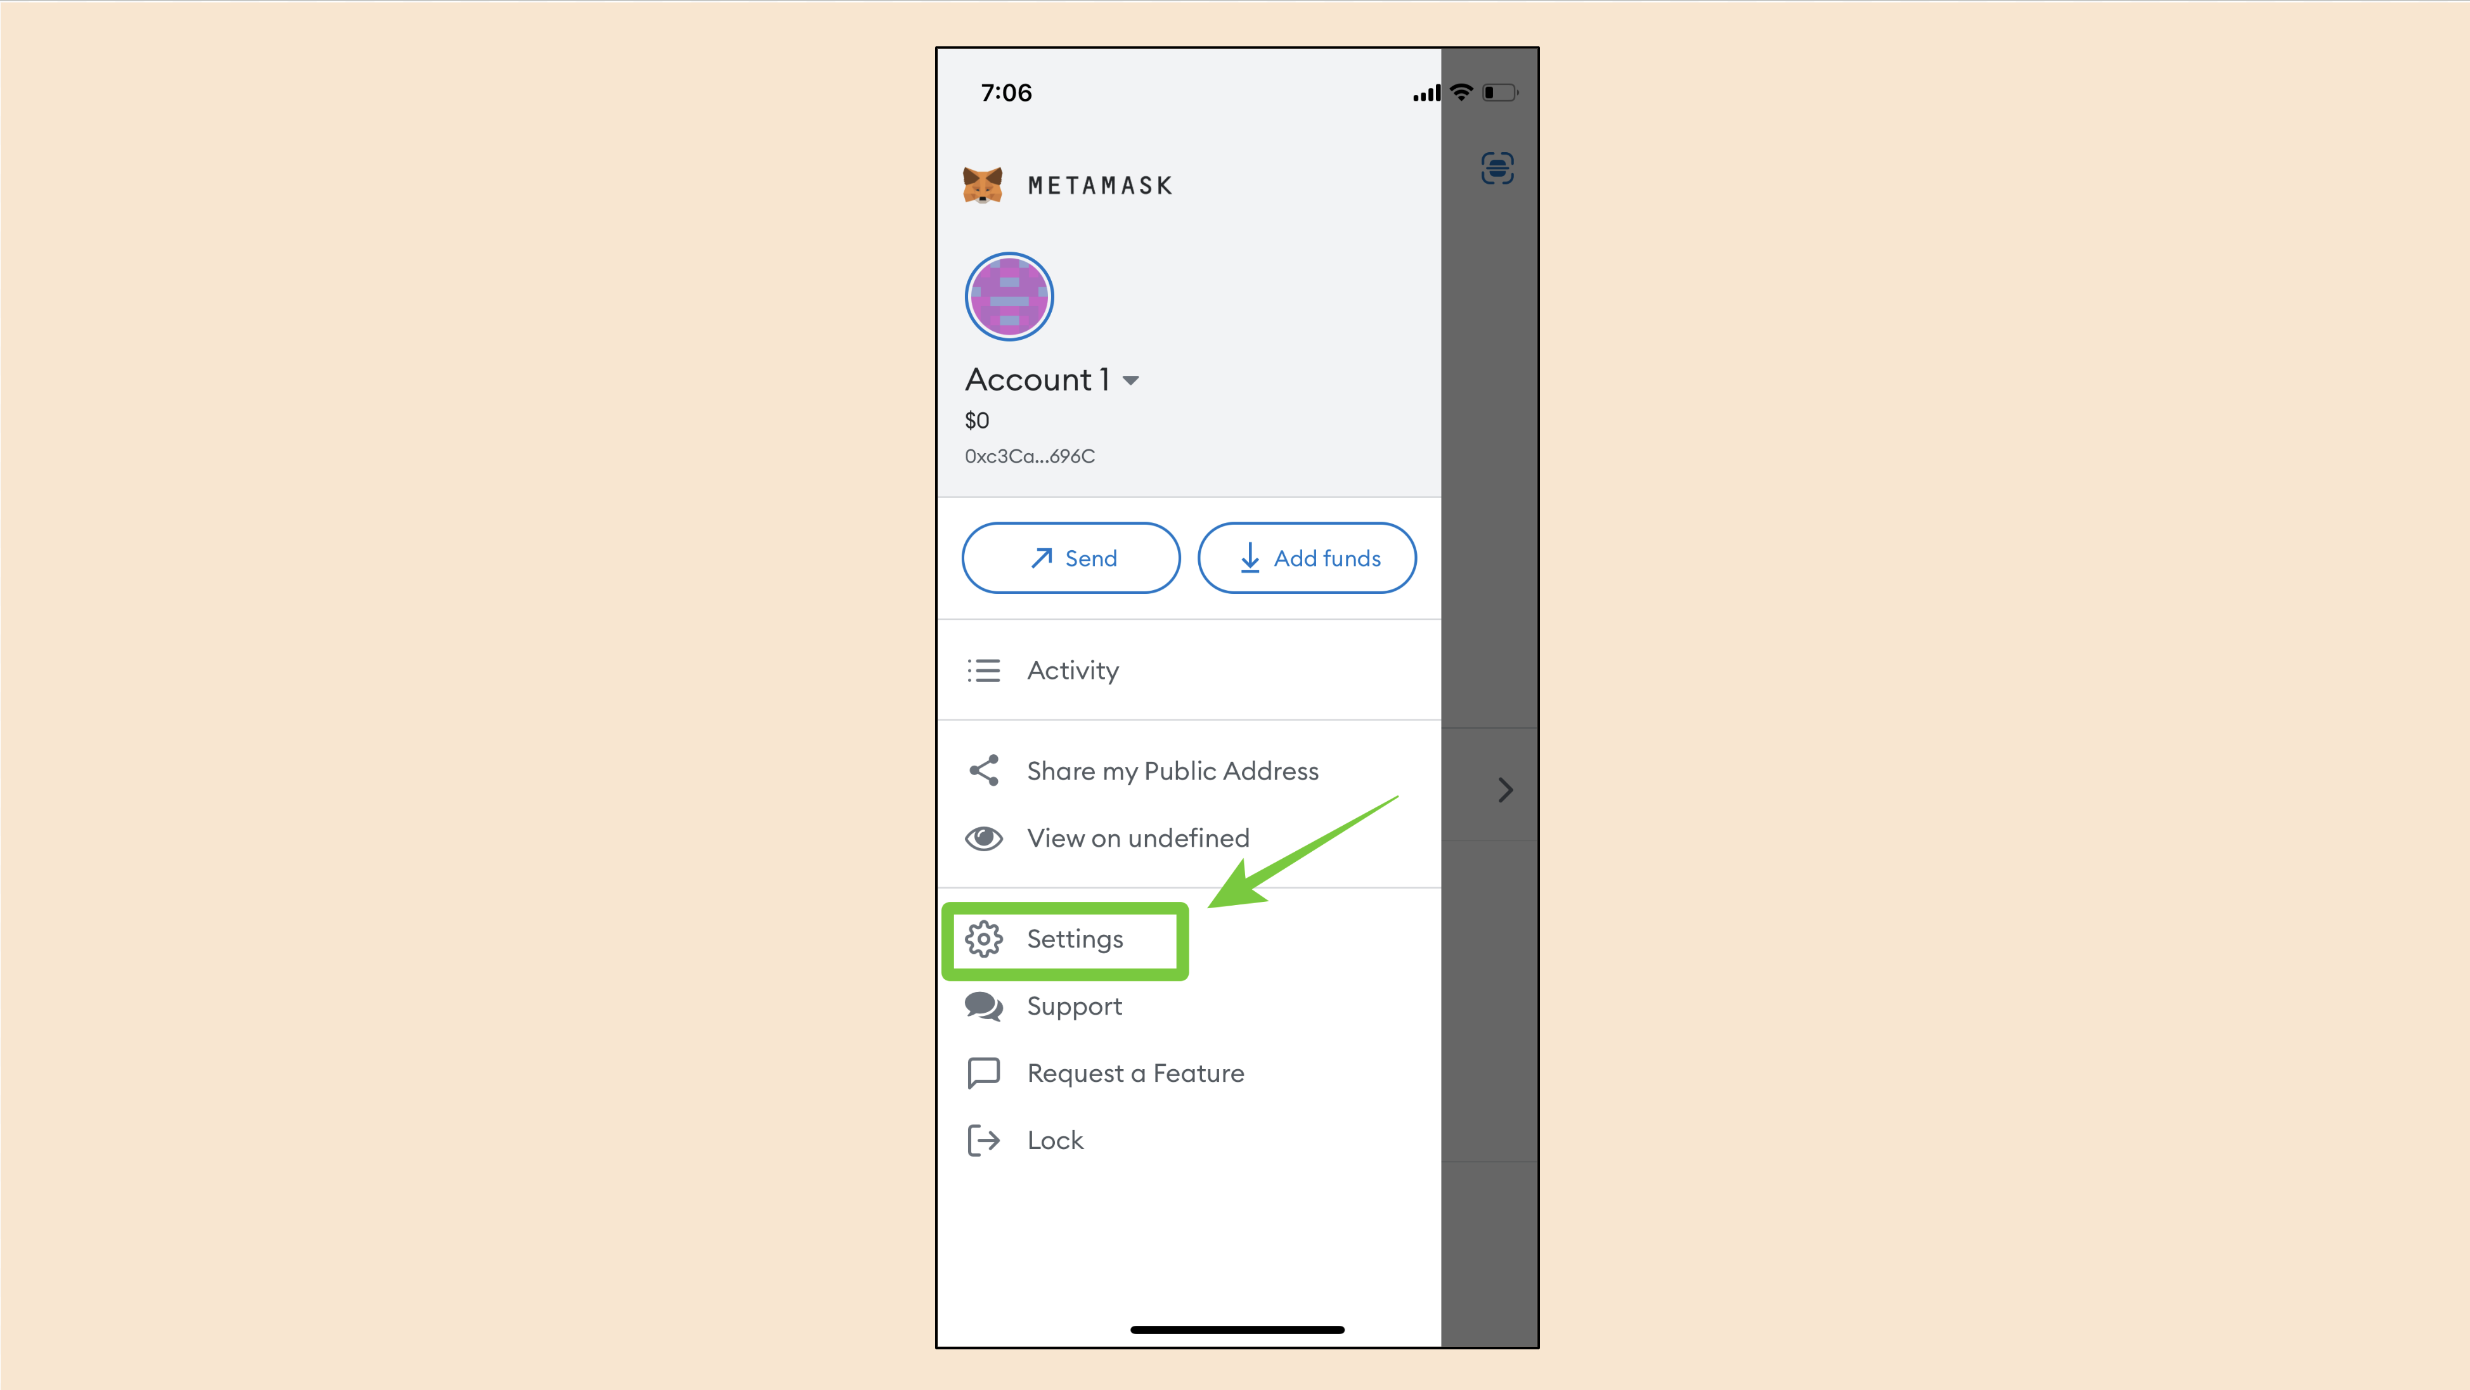 7:06
METAMASK
Account 1
$0
0xc3Ca...696C
Send
Add funds
Activity
Share my Public Address
View on undefined
Settings
Support
Request a Feature
Lock